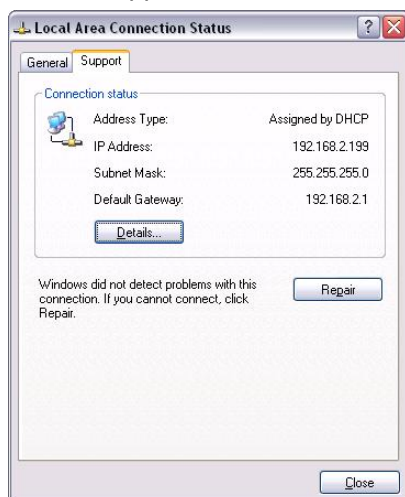 Local Area Connection Status
General Support
Connection status
Address Type: Assigned by DHCP
IP Address: 192.168.2.199
Subnet Mask: 255.255.255.0
Default Gateway: 192.168.2.1
Details...
Windows did not detect problems with this
connection. If you cannot connect, click
Repair.
Repair
Close